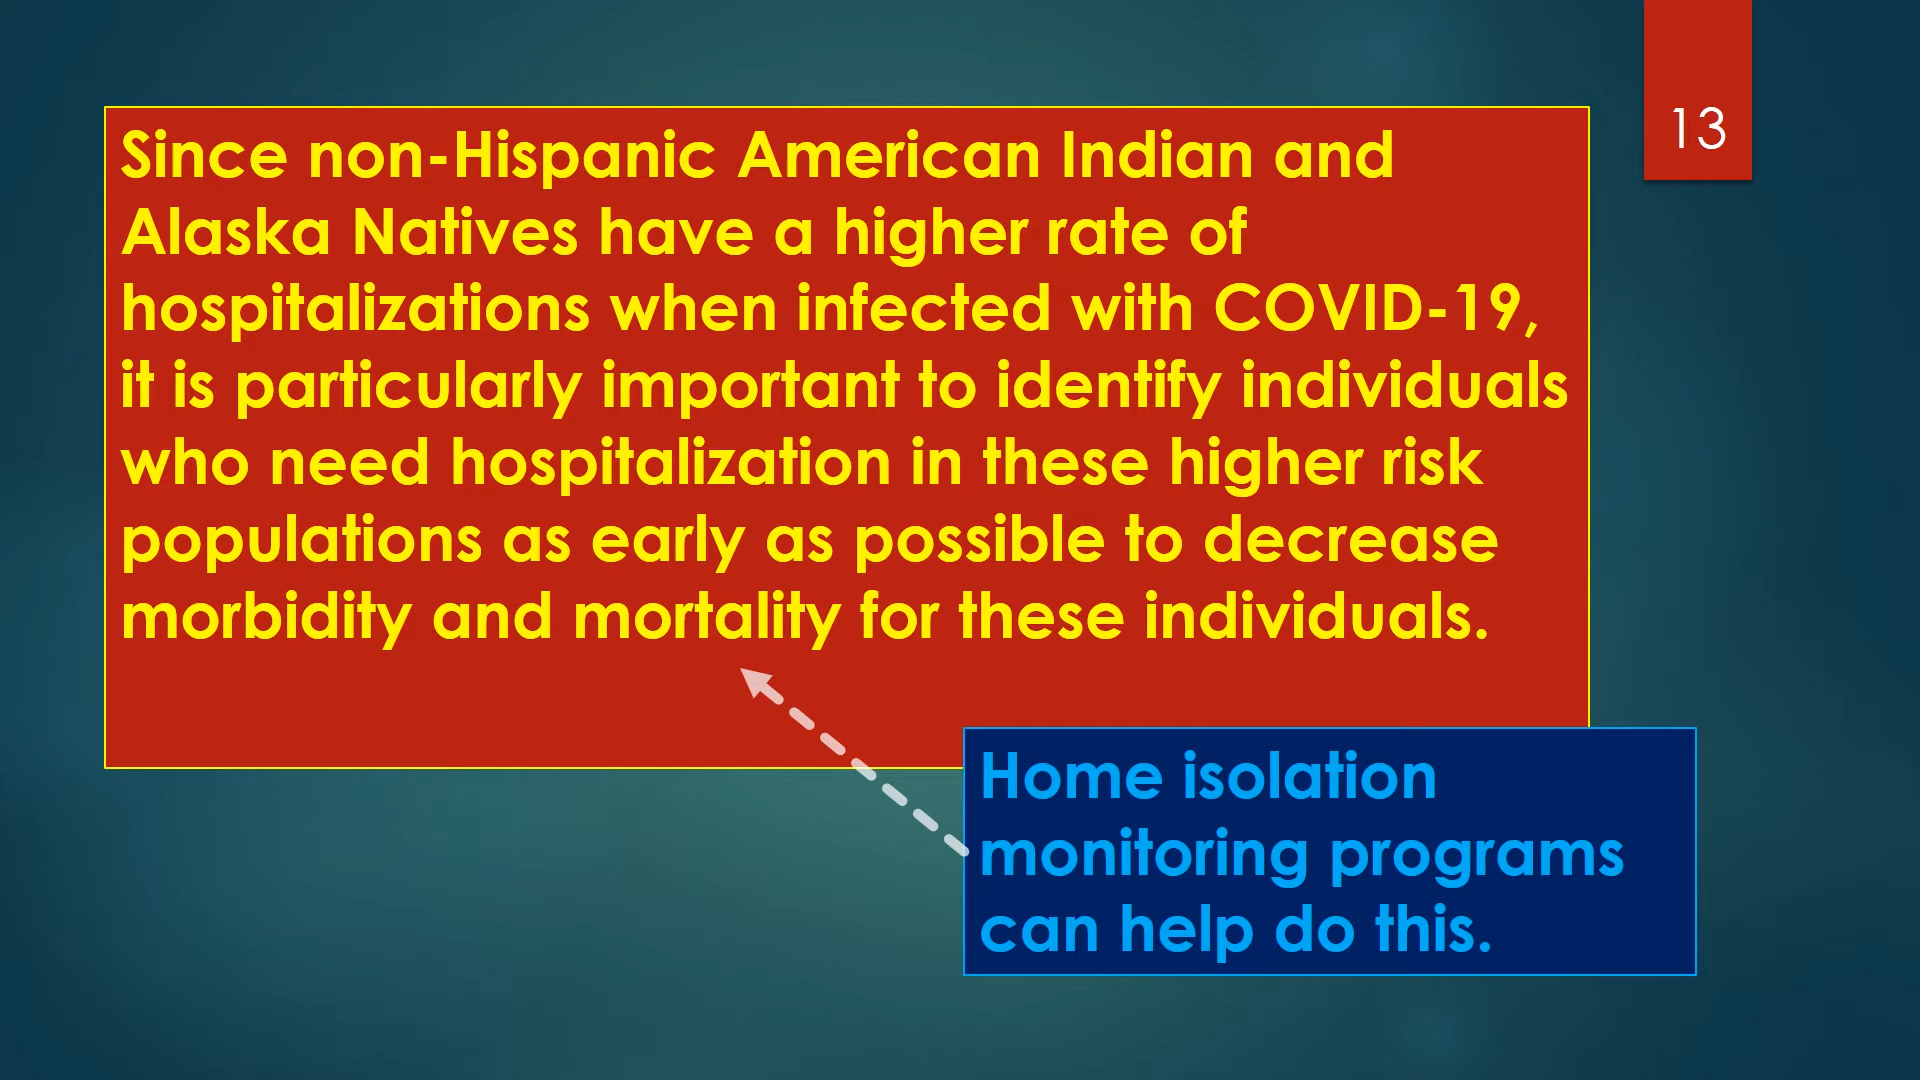 13
Since non-Hispanic American Indian and
Alaska Natives have a higher rate of
hospitalizations when infected with COVID-19,
it is particularly important to identify individuals
who need hospitalization in these higher risk
populations as early as possible to decrease
morbidity and mortality for these individuals.
Home isolation
monitoring programs
can help do this.